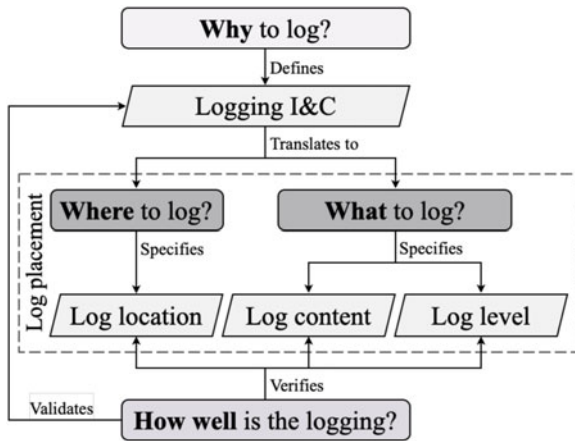 Why to log?
Defines
Logging I&C
Translates to
Where to log?
What to log?
Specifies
Specifies
Log placement
Log location
Log content
Log level
Verifies
Validates
How well is the logging?